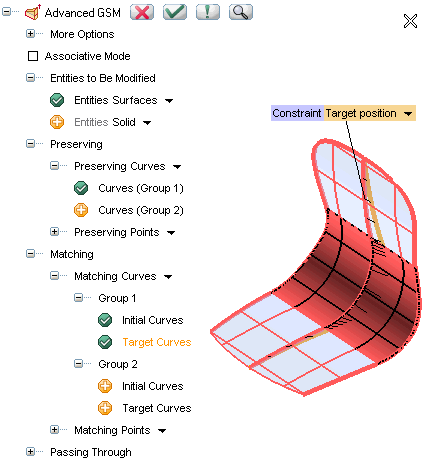 Advanced GSM
More Options
Associative Mode
Entities to Be Modified
Entities Surfaces
Entities Solid
Constraint Target position
Preserving
Preserving Curves
Curves (Group 1)
Curves (Group 2)
Preserving Points
Matching
Matching Curves
Group 1
Initial Curves
Target Curves
Group 2
Initial Curves
Target Curves
Matching Points
Passing Through